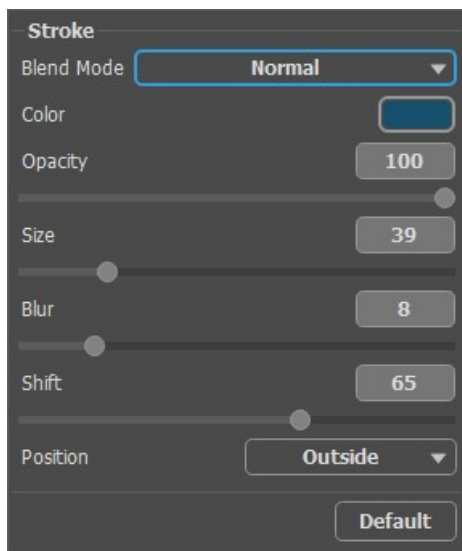 Stroke
Blend Mode Normal
Color
Opacity 100
Size 39
Blur 8
Shift 65
Position Outside
Default